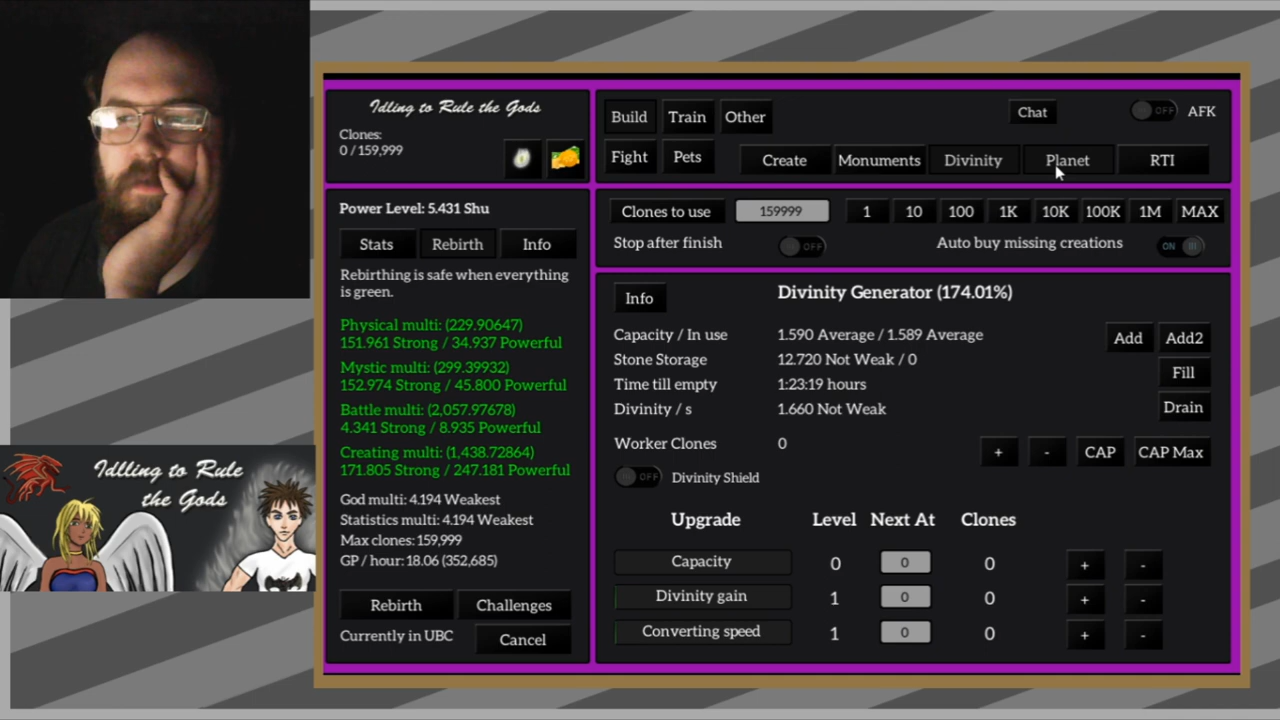 Idling to Rule the Gods
Clones:
0 / 159,999
Build
Train
Other
Chat
OFF
AFK
Fight
Pets
Create
Monuments
Divinity
Planet
RTI
Power Level: 5.431 Shu
Stats
Rebirth
Info
Rebirthing is safe when everything
is green.
Physical multi: (229.90647)
151.961 Strong / 34.937 Powerful
Mystic multi: (299.39932)
152.974 Strong / 45.800 Powerful
Battle multi: (2,057.97678)
4.341 Strong / 8.935 Powerful
Creating multi: (1,438.72864)
171.805 Strong / 247.181 Powerful
God multi: 4.194 Weakest
Statistics multi: 4.194 Weakest
Max clones: 159,999
GP / hour: 18.06 (352,685)
Rebirth
Challenges
Currently in UBC
Cancel
Clones to use
159999
1
10
100
1K
10K
100K
1M
MAX
Stop after finish
OFF
Auto buy missing creations
ON
Info
Divinity Generator (174.01%)
Capacity / In use
1.590 Average / 1.589 Average
Add
Add2
Stone Storage
12.720 Not Weak / 0
Fill
Time till empty
1:23:19 hours
Divinity / s
1.660 Not Weak
Drain
Worker Clones
0
+
-
CAP
CAP Max
OFF
Divinity Shield
Upgrade
Level
Next At
Clones
Capacity
0
0
0
+
-
Divinity gain
1
0
0
+
-
Converting speed
1
0
0
+
-
Idlling to Rule
the Gods